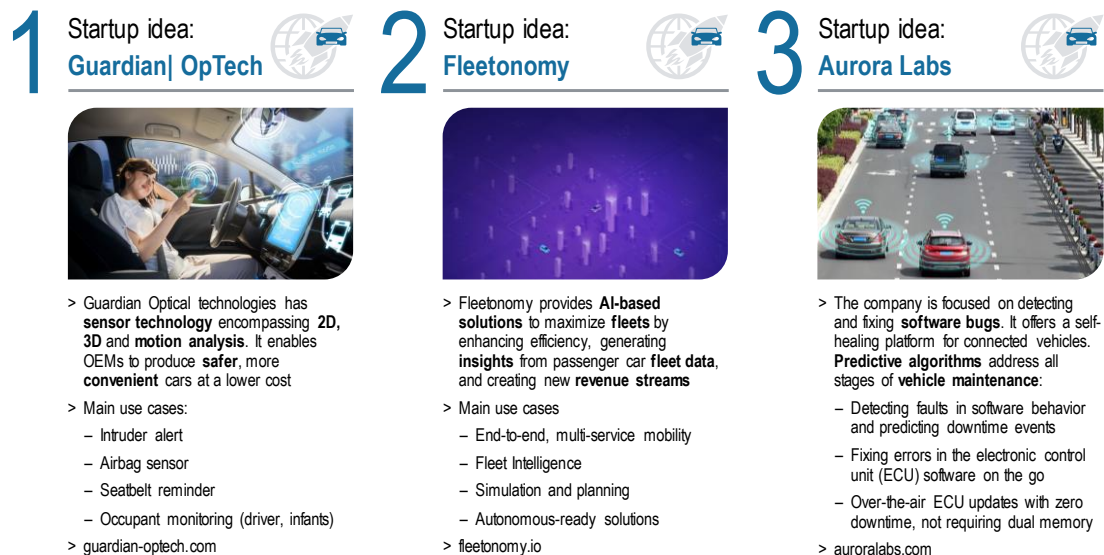 1
Startup idea:
Guardian| OpTech
> Guardian Optical technologies has
sensor technology encompassing 2D,
3D and motion analysis. It enables
OEMs to produce safer, more
convenient cars at a lower cost
> Main use cases:
– Intruder alert
– Airbag sensor
– Seatbelt reminder
– Occupant monitoring (driver, infants)
> guardian-optech.com
2
Startup idea:
Fleetonomy
> Fleetonomy provides AI-based
solutions to maximize fleets by
enhancing efficiency, generating
insights from passenger car fleet data,
and creating new revenue streams
> Main use cases
– End-to-end, multi-service mobility
– Fleet Intelligence
– Simulation and planning
– Autonomous-ready solutions
> fleetonomy.io
3
Startup idea:
Aurora Labs
> The company is focused on detecting
and fixing software bugs. It offers a self-
healing platform for connected vehicles.
Predictive algorithms address all
stages of vehicle maintenance:
– Detecting faults in software behavior
and predicting downtime events
– Fixing errors in the electronic control
unit (ECU) software on the go
– Over-the-air ECU updates with zero
downtime, not requiring dual memory
> auroralabs.com